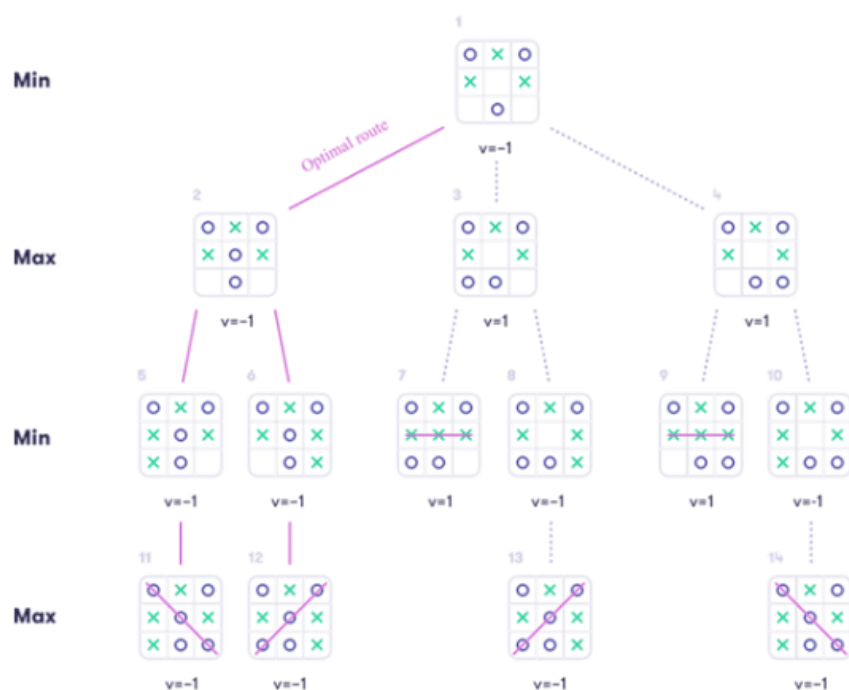 1
Min
O X O
X X
O
Optimal route
v=-1
2 3 4
O X O O X O O X O
Max
X O X X X X X
O O O O O
v=-1 v=1 v=1
5 6 7 8 9 10
O X O O X O O X O O X O O X O O X O
Min
X O X X O X X X X X X X X X X X
X O O X O O O O X O O X O O
v=-1 v=-1 v=1 v=-1 v=1 v=-1
11 12 13 14
O X O O X O O X O O X O
Max
X O X X O X X O X X O X
X O O O O X O O X X O O
v=-1 v=-1 v=-1 v=-1